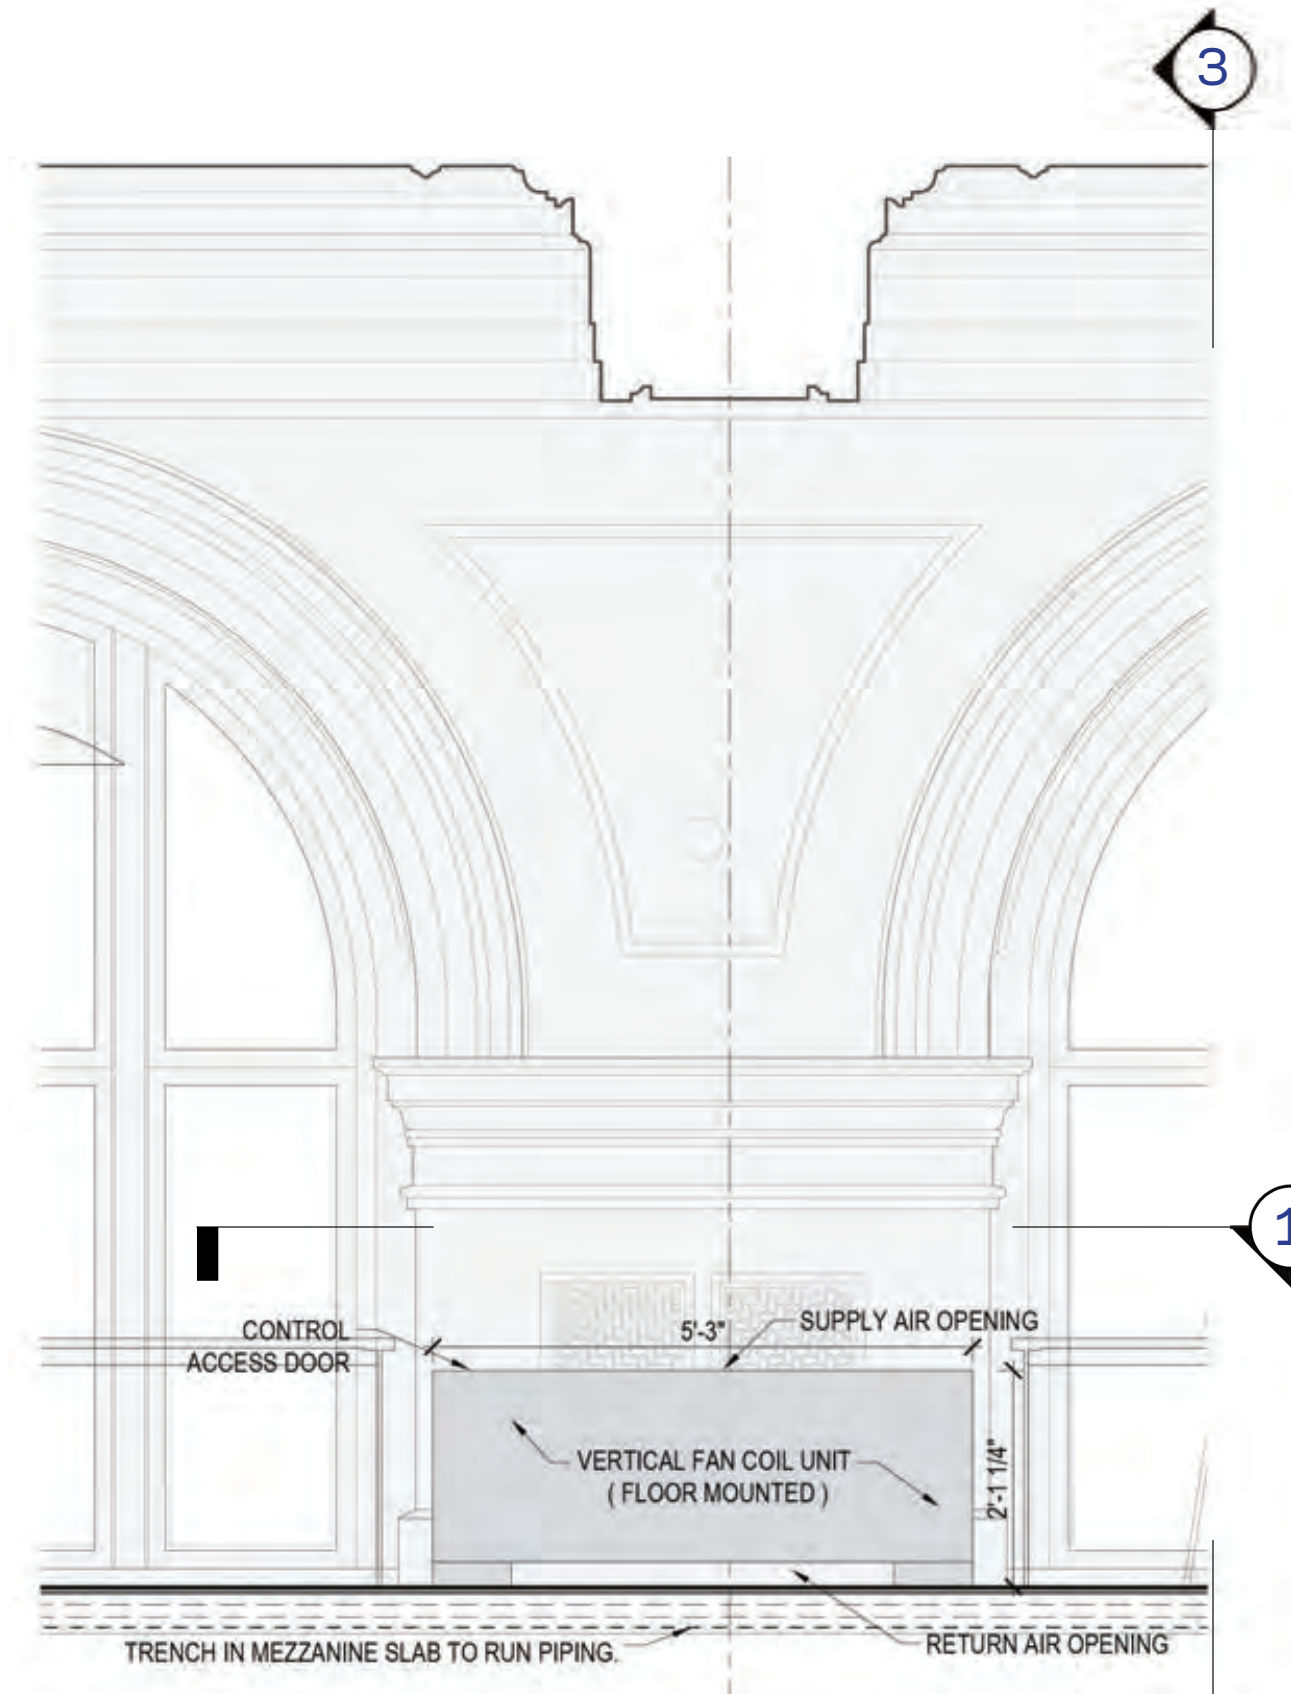 3
1
CONTROL
ACCESS DOOR
5'-3"
SUPPLY AIR OPENING
VERTICAL FAN COIL UNIT
( FLOOR MOUNTED )
2'-1 1/4"
TRENCH IN MEZZANINE SLAB TO RUN PIPING.
RETURN AIR OPENING